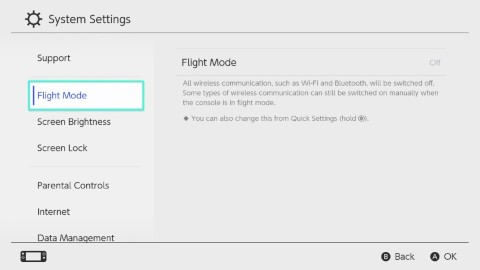 System Settings
Support
Flight Mode
Screen Brightness
Screen Lock
Parental Controls
Internet
Data Management
Flight Mode Off
All wireless communication, such as Wi-Fi and Bluetooth, will be switched off.
Some types of wireless communication can still be switched on manually when
the console is in flight mode.
◆ You can also change this from Quick Settings (hold ).
B Back A OK